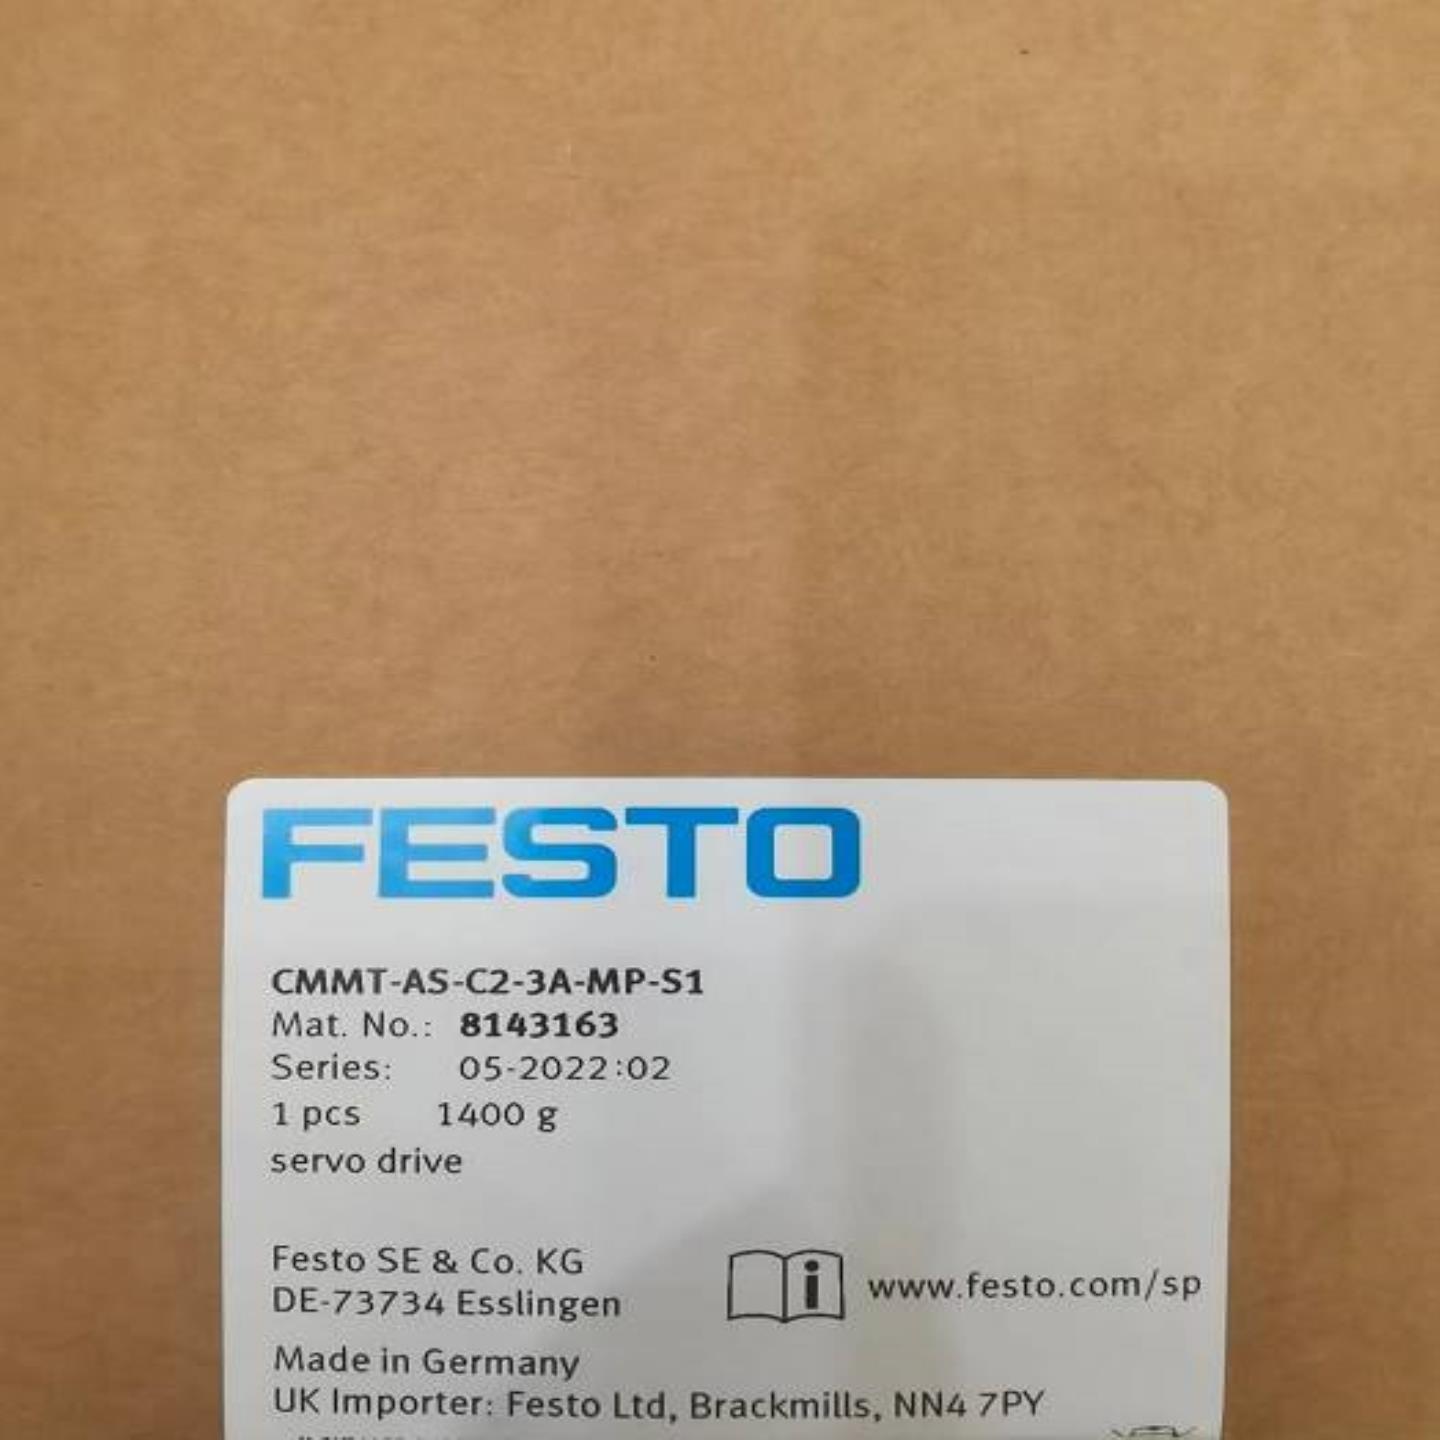 FESTO
CMMT-AS-C2-3A-MP-S1
Mat. No.: 8143163
Series: 05-2022:02
1 pcs 1400 g
servo drive
Festo SE & Co. KG
DE-73734 Esslingen
www.festo.com/sp
Made in Germany
UK Importer: Festo Ltd, Brackmills, NN4 7PY